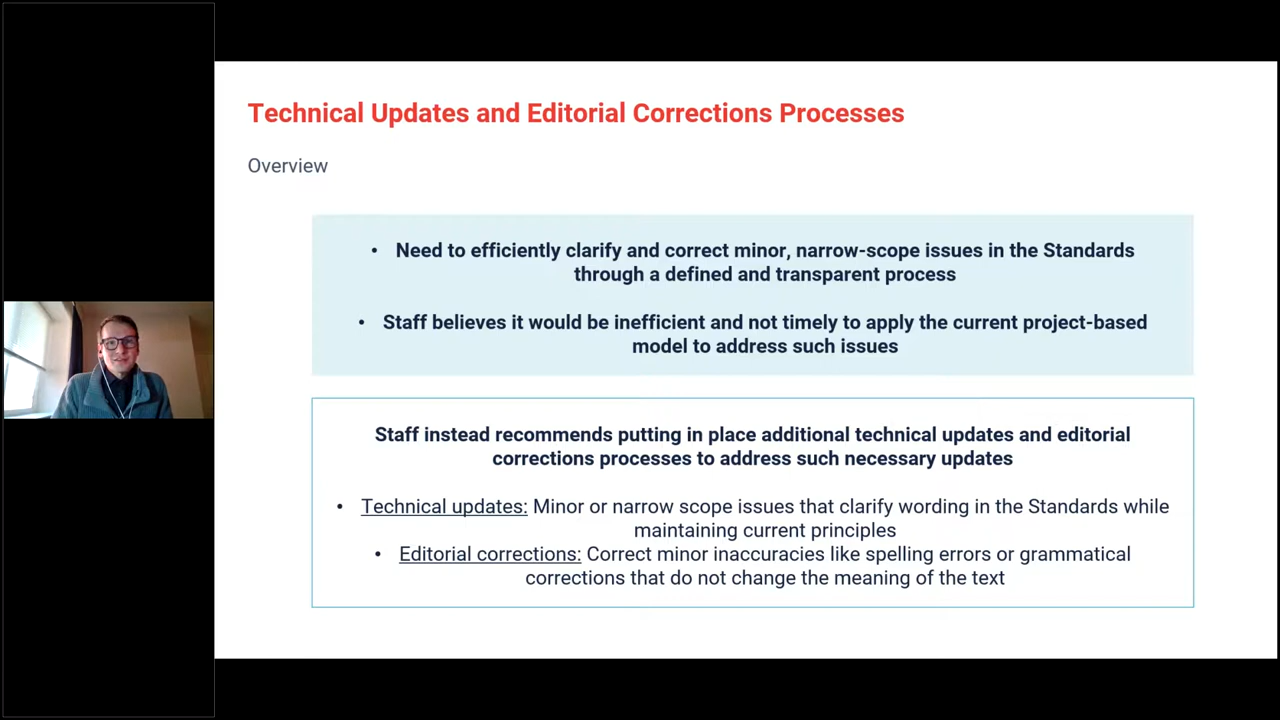 Technical Updates and Editorial Corrections Processes
Overview
• Need to efficiently clarify and correct minor, narrow-scope issues in the Standards
through a defined and transparent process
• Staff believes it would be inefficient and not timely to apply the current project-based
model to address such issues
Staff instead recommends putting in place additional technical updates and editorial
corrections processes to address such necessary updates
• Technical updates: Minor or narrow scope issues that clarify wording in the Standards while
maintaining current principles
• Editorial corrections: Correct minor inaccuracies like spelling errors or grammatical
corrections that do not change the meaning of the text